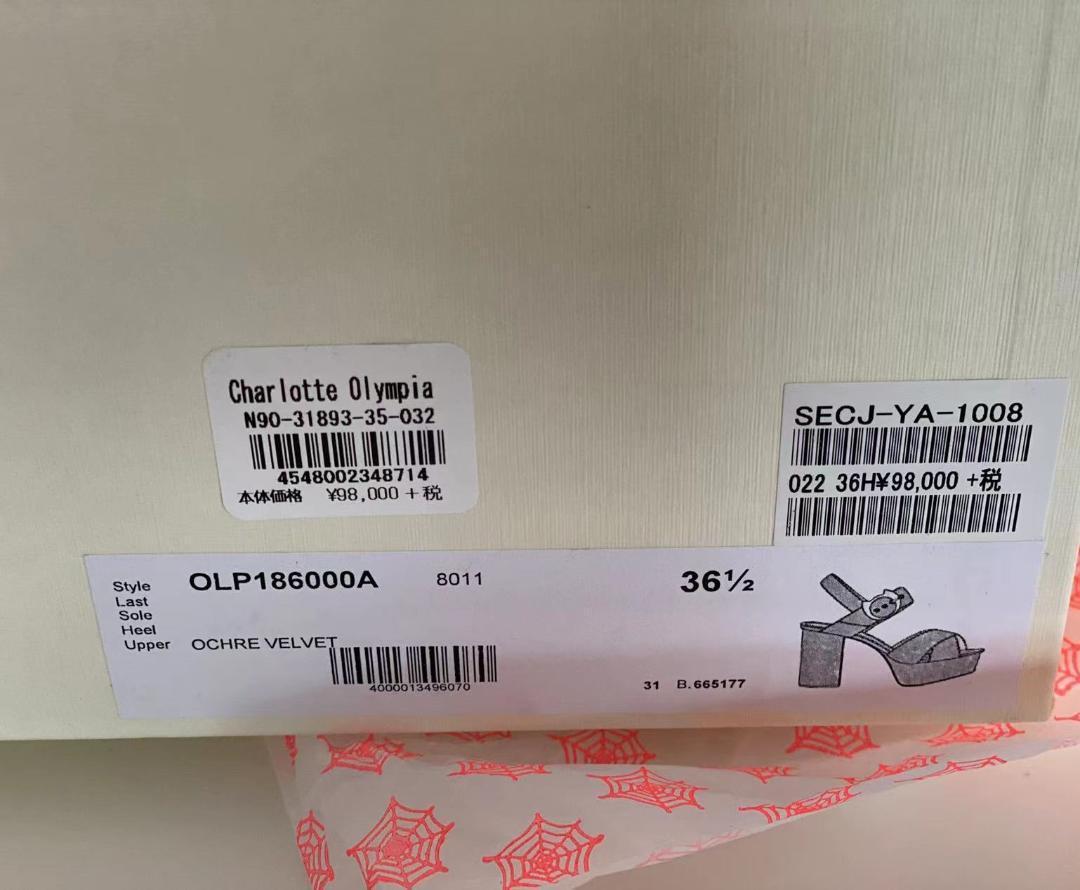 Charlotte Olympia
N90-31893-35-032
4548002348714
本体価格 ¥98,000 +税
SECJ-YA-1008
022 36H¥98,000 +税
Style OLP186000A 8011 36½
Last
Sole
Heel
Upper OCHRE VELVET
4000013496070
31 B.665177